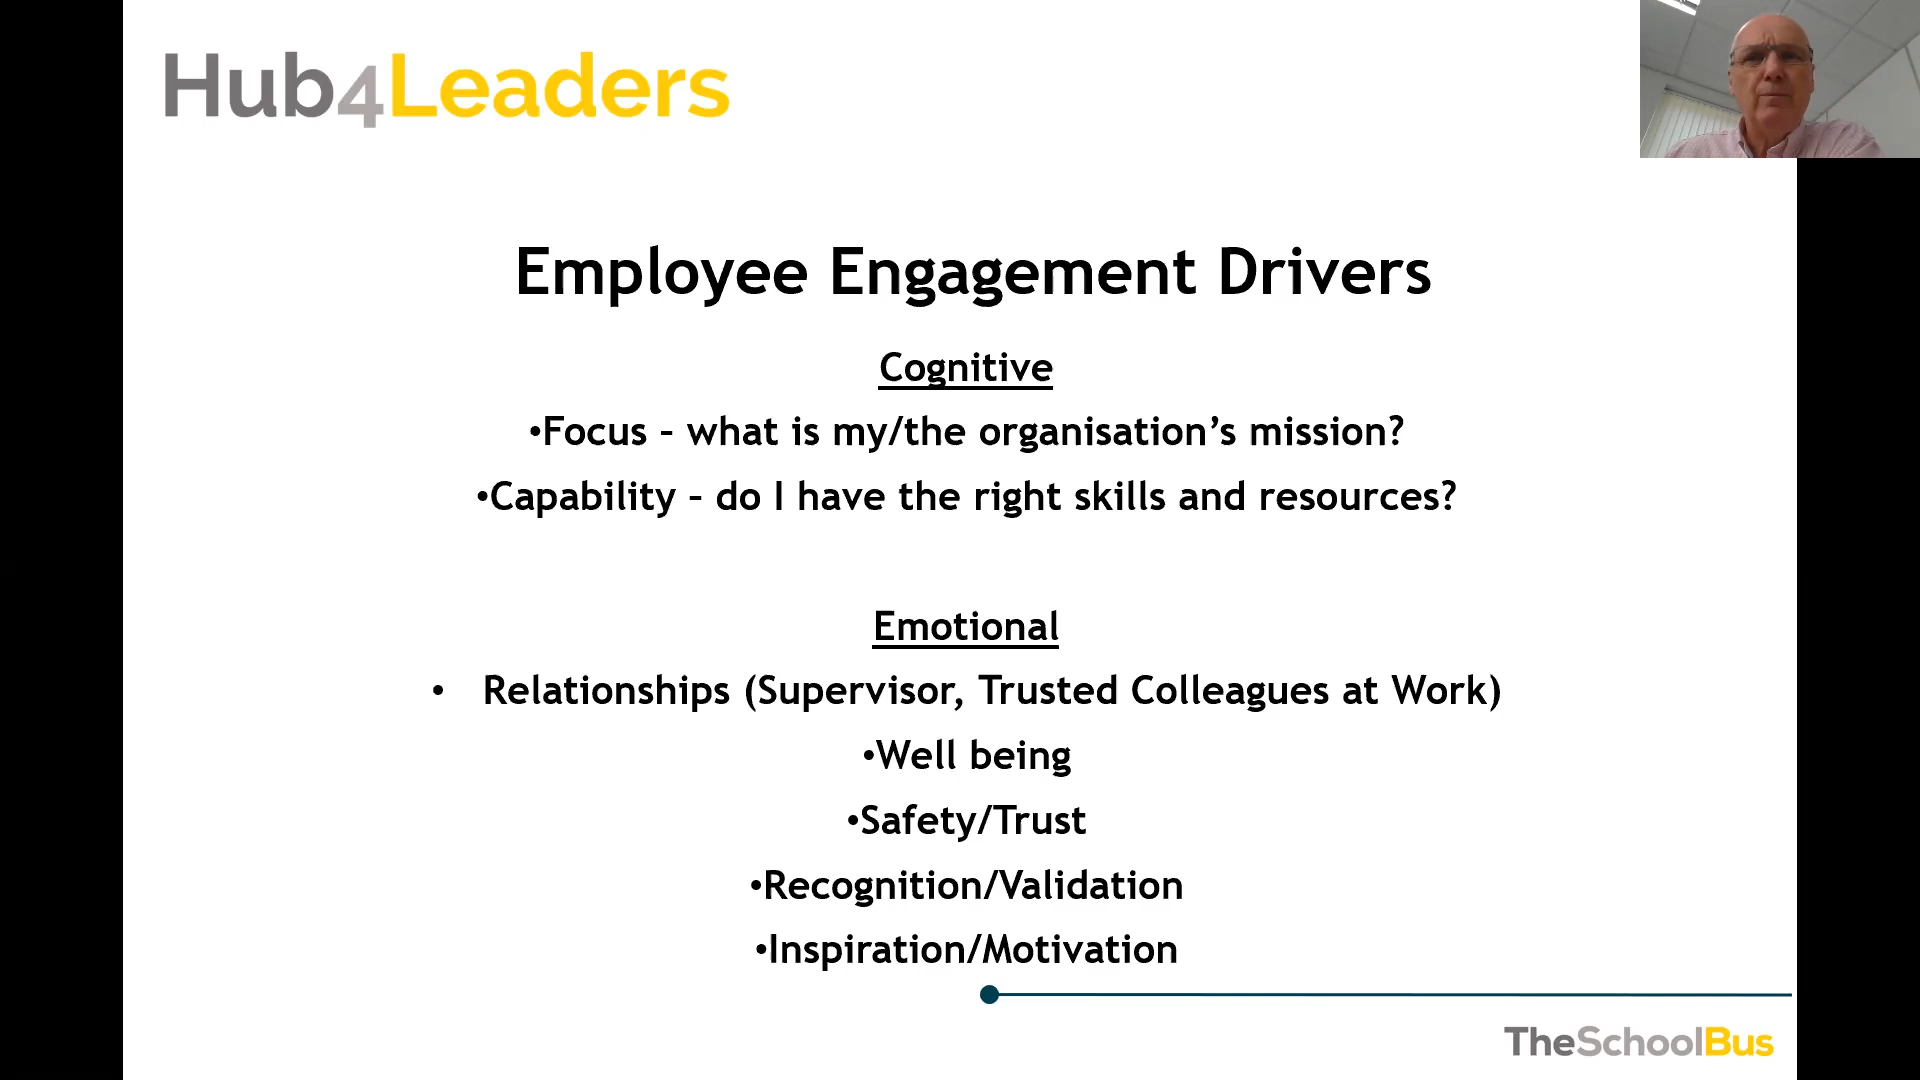 Hub4Leaders
Employee Engagement Drivers
Cognitive
•Focus – what is my/the organisation’s mission?
•Capability – do I have the right skills and resources?
Emotional
• Relationships (Supervisor, Trusted Colleagues at Work)
•Well being
•Safety/Trust
•Recognition/Validation
•Inspiration/Motivation
TheSchoolBus